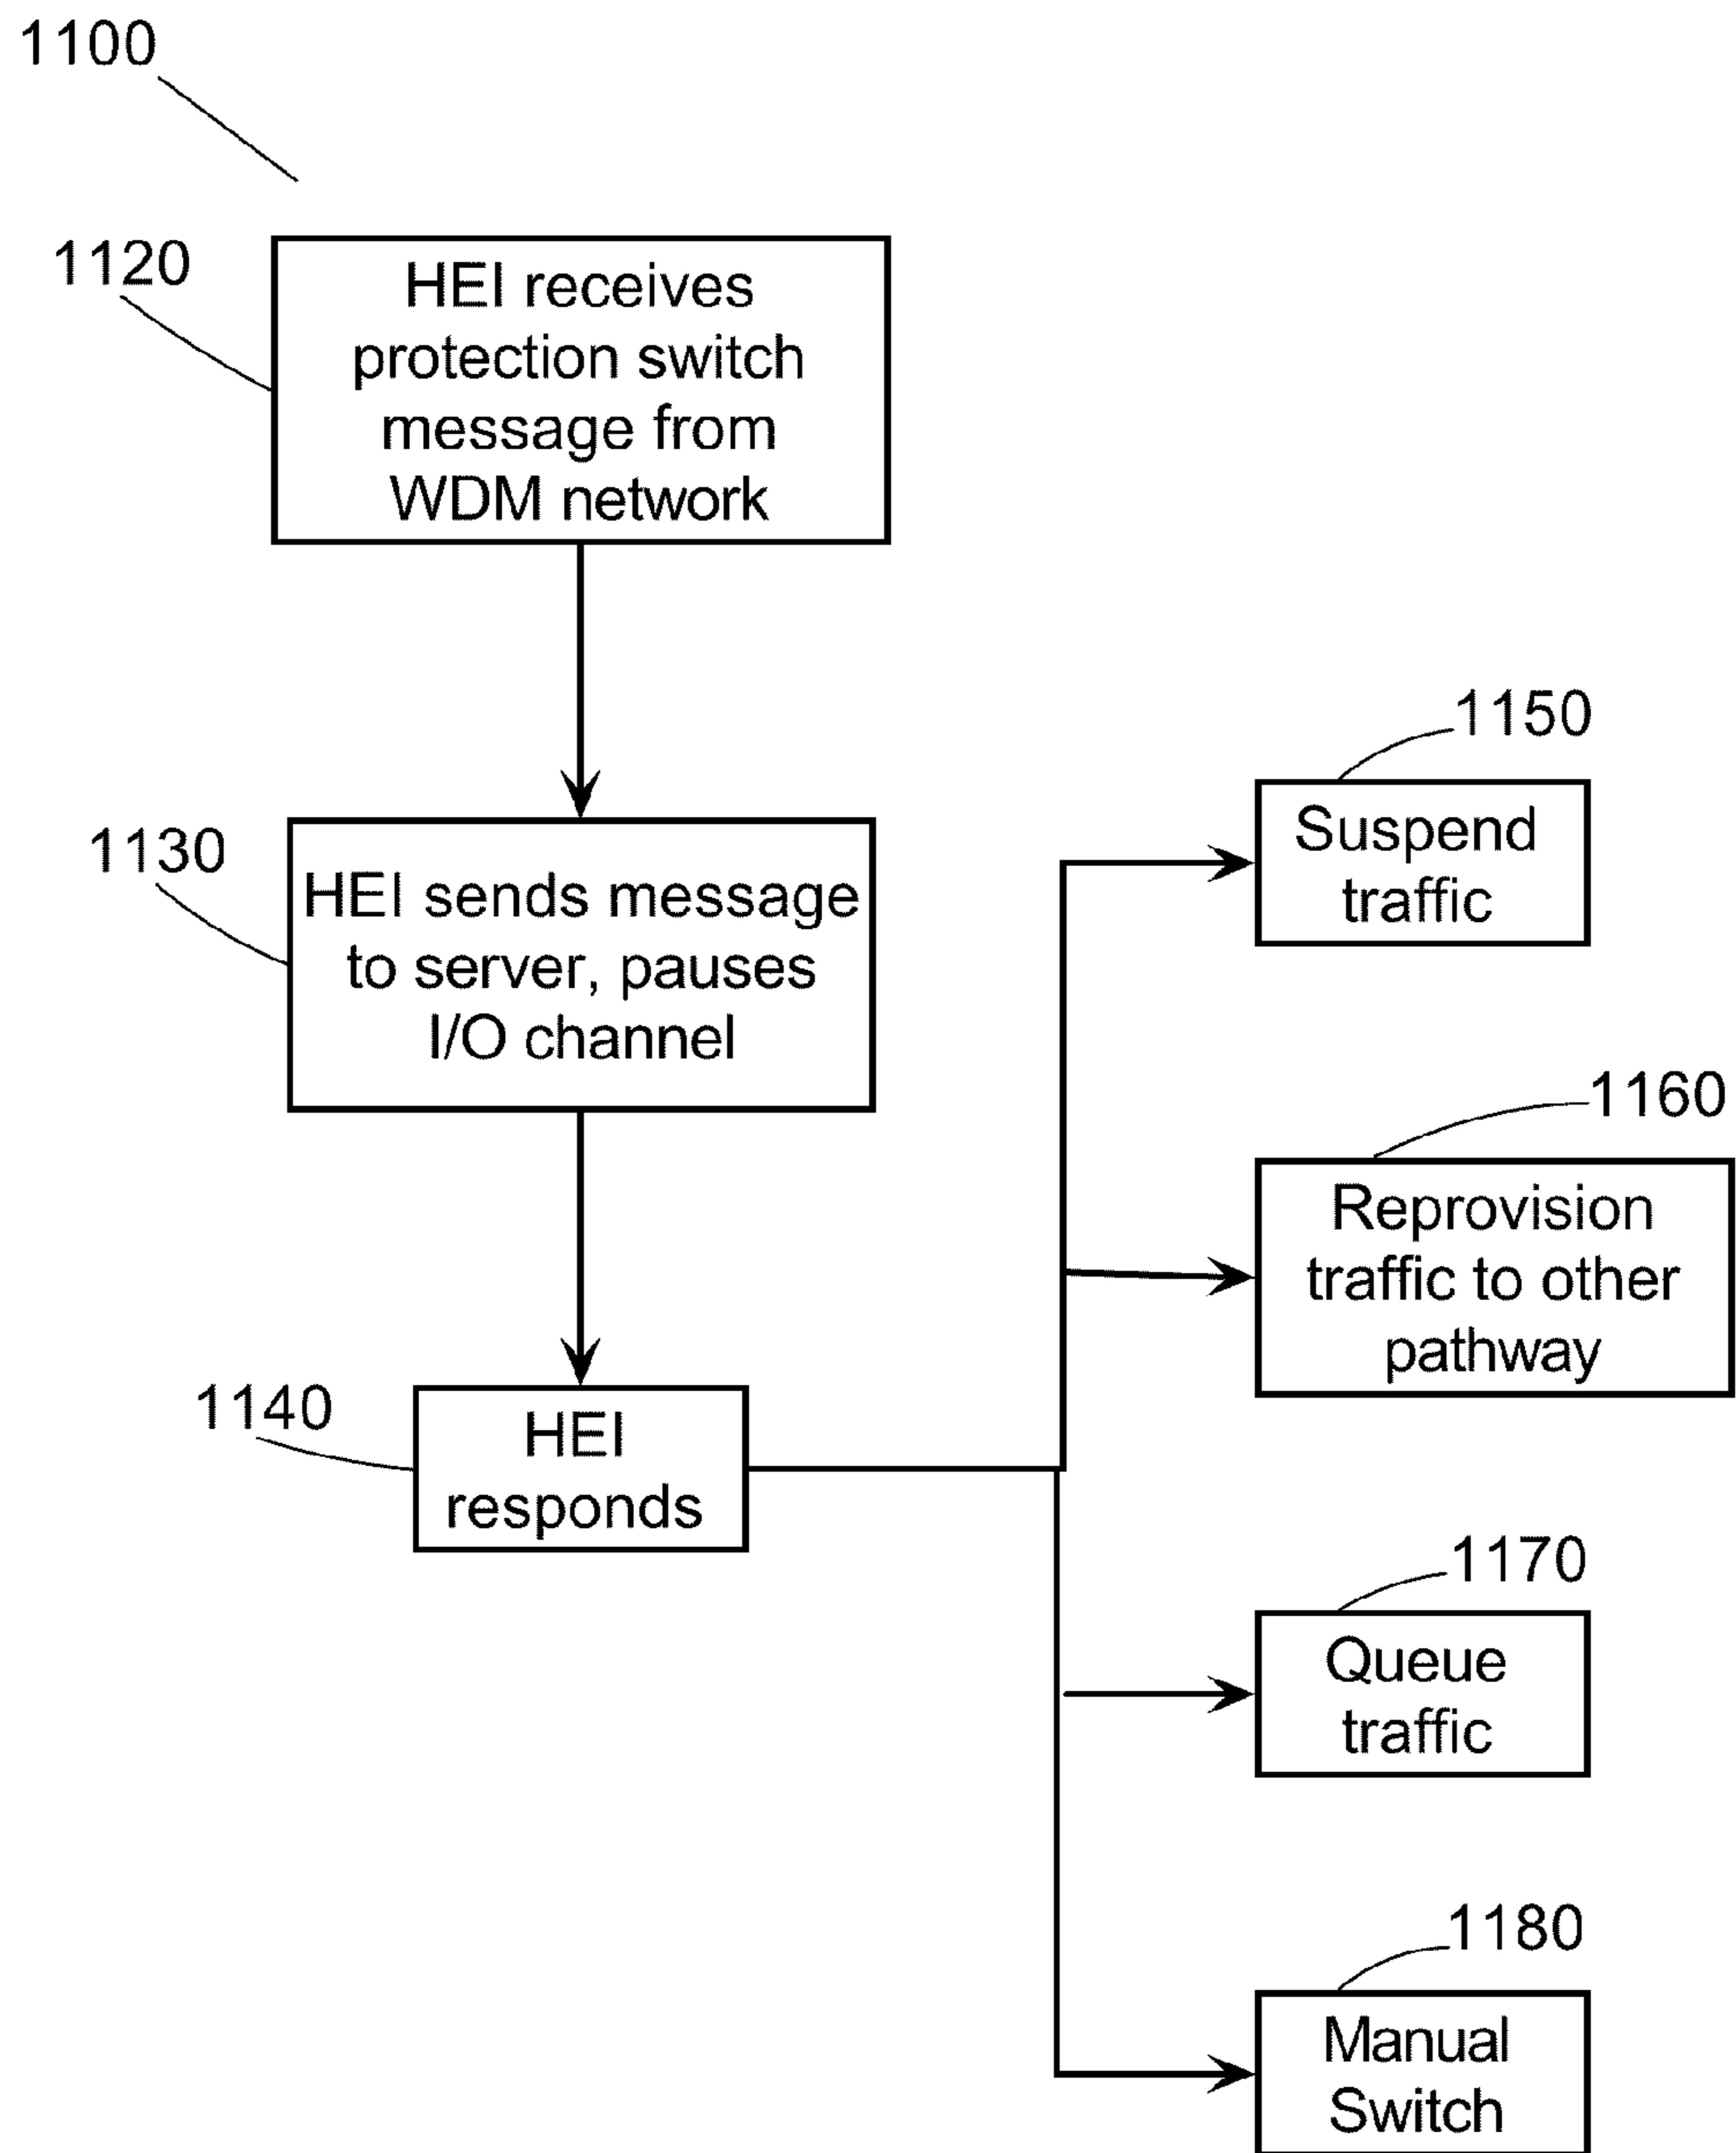 1100
1120
HEI receives
protection switch
message from
WDM network
1130
HEI sends message
to server, pauses
I/O channel
1140
HEI
responds
1150
Suspend
traffic
1160
Reprovision
traffic to other
pathway
1170
Queue
traffic
1180
Manual
Switch